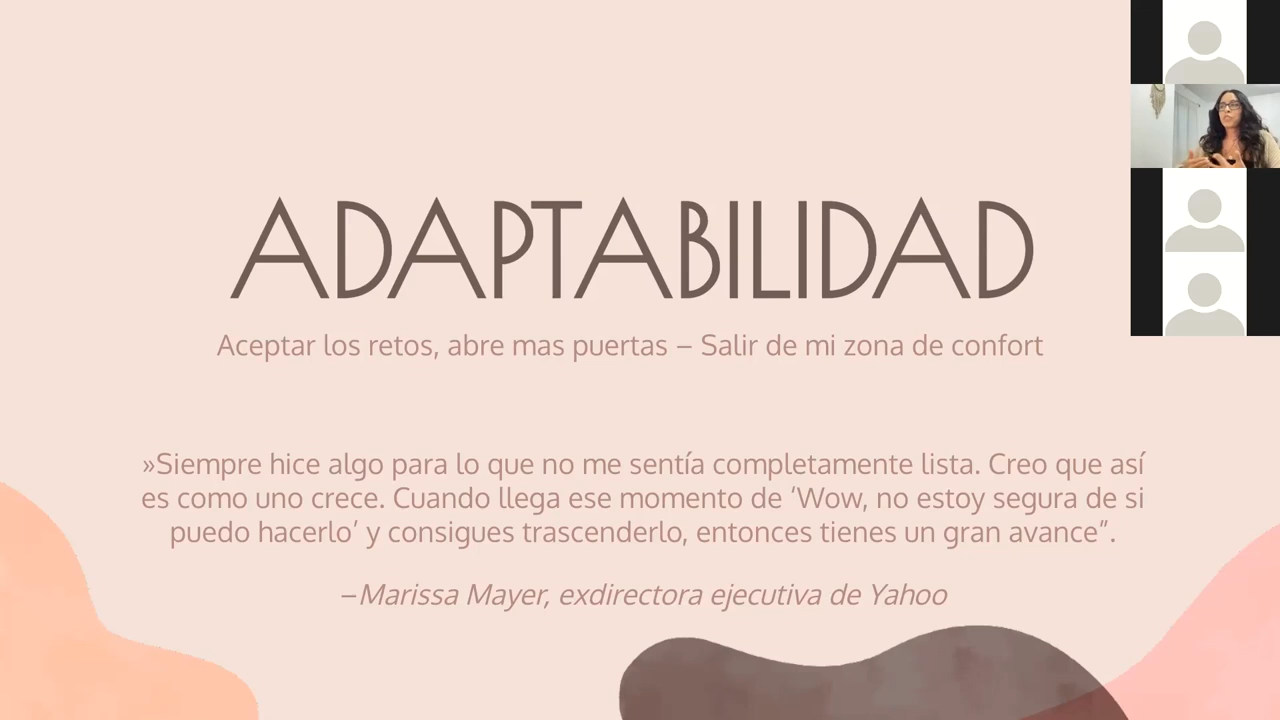 ADAPTABILIDAD
Aceptar los retos, abre mas puertas – Salir de mi zona de confort
»Siempre hice algo para lo que no me sentía completamente lista. Creo que así
es como uno crece. Cuando llega ese momento de ‘Wow, no estoy segura de si
puedo hacerlo’ y consigues trascenderlo, entonces tienes un gran avance”.
–Marissa Mayer, exdirectora ejecutiva de Yahoo